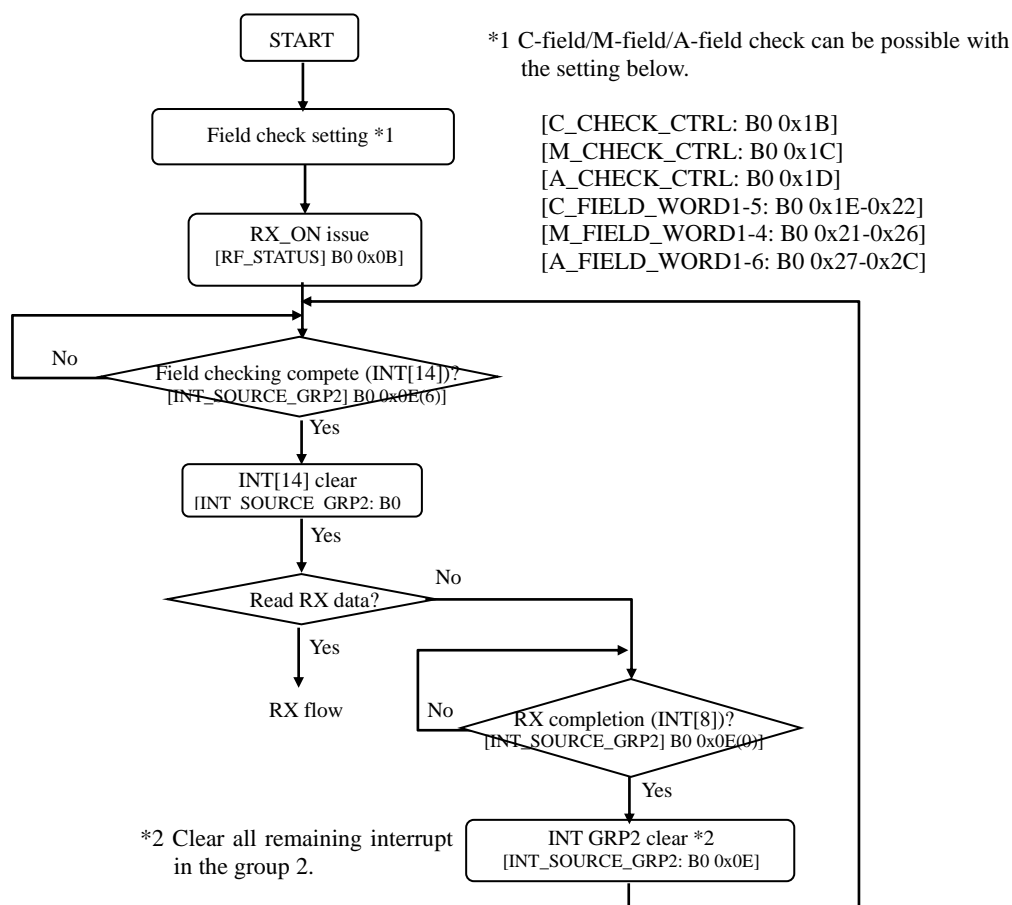 START
*1 C-field/M-field/A-field check can be possible with
the setting below.
Field check setting *1
[C_CHECK_CTRL: B0 0x1B]
[M_CHECK_CTRL: B0 0x1C]
[A_CHECK_CTRL: B0 0x1D]
[C_FIELD_WORD1-5: B0 0x1E-0x22]
[M_FIELD_WORD1-4: B0 0x21-0x26]
[A_FIELD_WORD1-6: B0 0x27-0x2C]
RX_ON issue
[RF_STATUS] B0 0x0B]
No
Field checking compete (INT[14])?
[INT_SOURCE_GRP2] B0 0x0E(6)]
Yes
INT[14] clear
[INT_SOURCE_GRP2: B0
Yes
No
Read RX data?
Yes
RX flow
No
RX completion (INT[8])?
[INT_SOURCE_GRP2] B0 0x0E(0)]
Yes
*2 Clear all remaining interrupt
in the group 2.
INT GRP2 clear *2
[INT_SOURCE_GRP2: B0 0x0E]